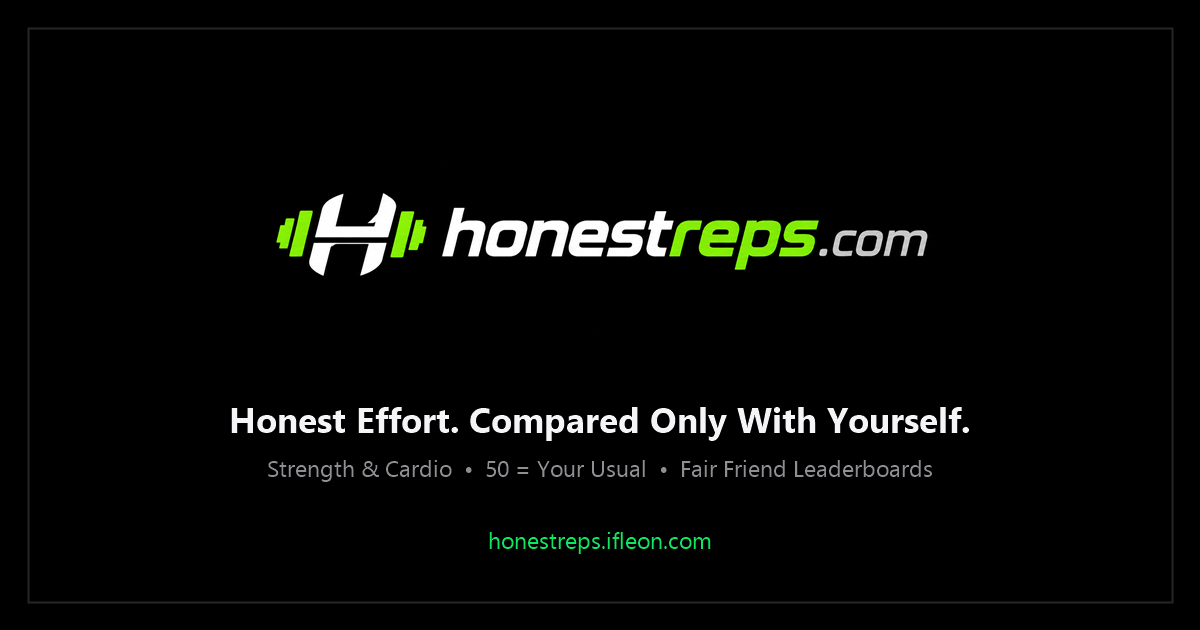 honestreps.com
Honest Effort. Compared Only With Yourself.
Strength & Cardio • 50 = Your Usual • Fair Friend Leaderboards
honestreps.ifleon.com